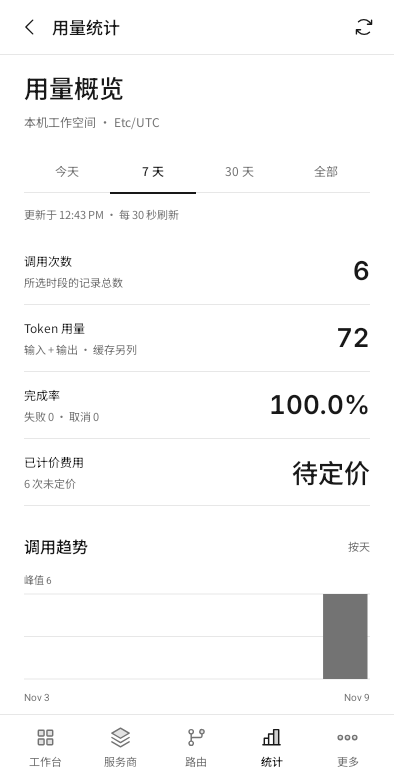 用量统计
用量概览
本机工作空间 · Etc/UTC
今天 7 天 30 天 全部
更新于 12:43 PM · 每 30 秒刷新
调用次数
6
所选时段的记录总数
Token 用量
72
输入 + 输出 · 缓存另列
完成率
100.0%
失败 0 · 取消 0
已计价费用
待定价
6 次未定价
调用趋势 按天
峰值 6
Nov 3 Nov 9
工作台 服务商 路由 统计 更多